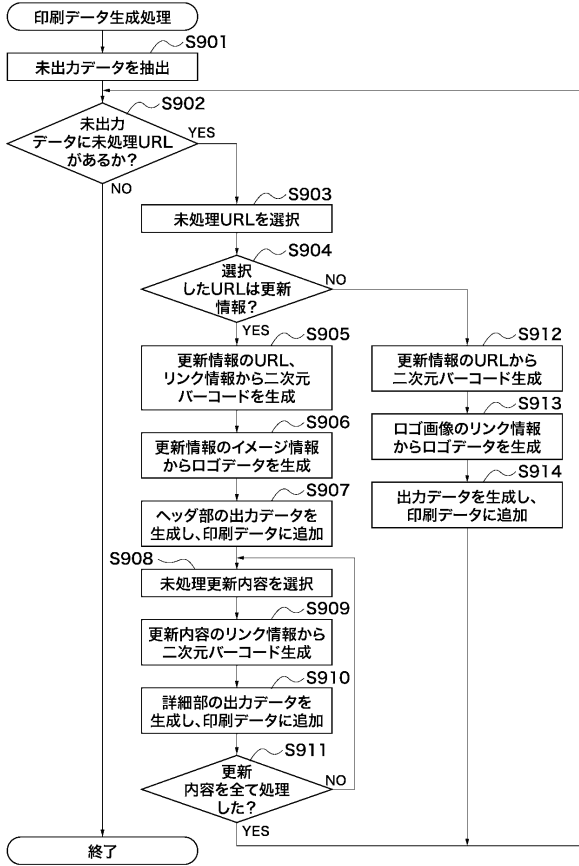 印刷データ生成処理
S901
未出力データを抽出
S902
未出力
データに未処理URL
があるか?
YES
NO
S903
未処理URLを選択
S904
選択
したURLは更新
情報?
NO
YES
S905
更新情報のURL、
リンク情報から二次元
バーコードを生成
S906
更新情報のイメージ情報
からロゴデータを生成
S907
ヘッダ部の出力データを
生成し、印刷データに追加
S908
未処理更新内容を選択
S909
更新内容のリンク情報から
二次元バーコード生成
S910
詳細部の出力データを
生成し、印刷データに追加
S911
更新
内容を全て処理
した?
NO
YES
S912
更新情報のURLから
二次元バーコード生成
S913
ロゴ画像のリンク情報
からロゴデータを生成
S914
出力データを生成し、
印刷データに追加
終了